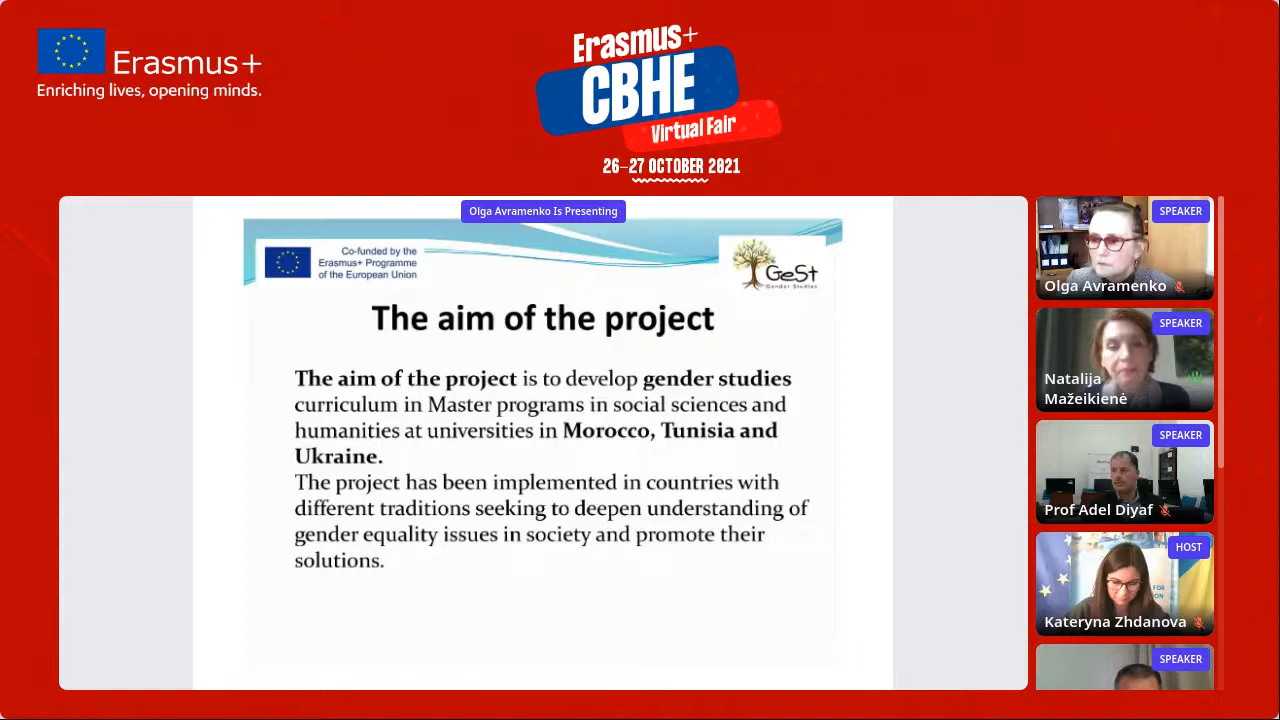 Erasmus+
Enriching lives, opening minds.
Erasmus+
CBHE
Virtual Fair
26–27 OCTOBER 2021
Olga Avramenko Is Presenting
Co-funded by the
Erasmus+ Programme
of the European Union
GeSt
Gender Studies
The aim of the project
The aim of the project is to develop gender studies
curriculum in Master programs in social sciences and
humanities at universities in Morocco, Tunisia and
Ukraine.
The project has been implemented in countries with
different traditions seeking to deepen understanding of
gender equality issues in society and promote their
solutions.
SPEAKER
Olga Avramenko
SPEAKER
Natalija
Mažeikienė
SPEAKER
Prof Adel Diyaf
HOST
Kateryna Zhdanova
SPEAKER